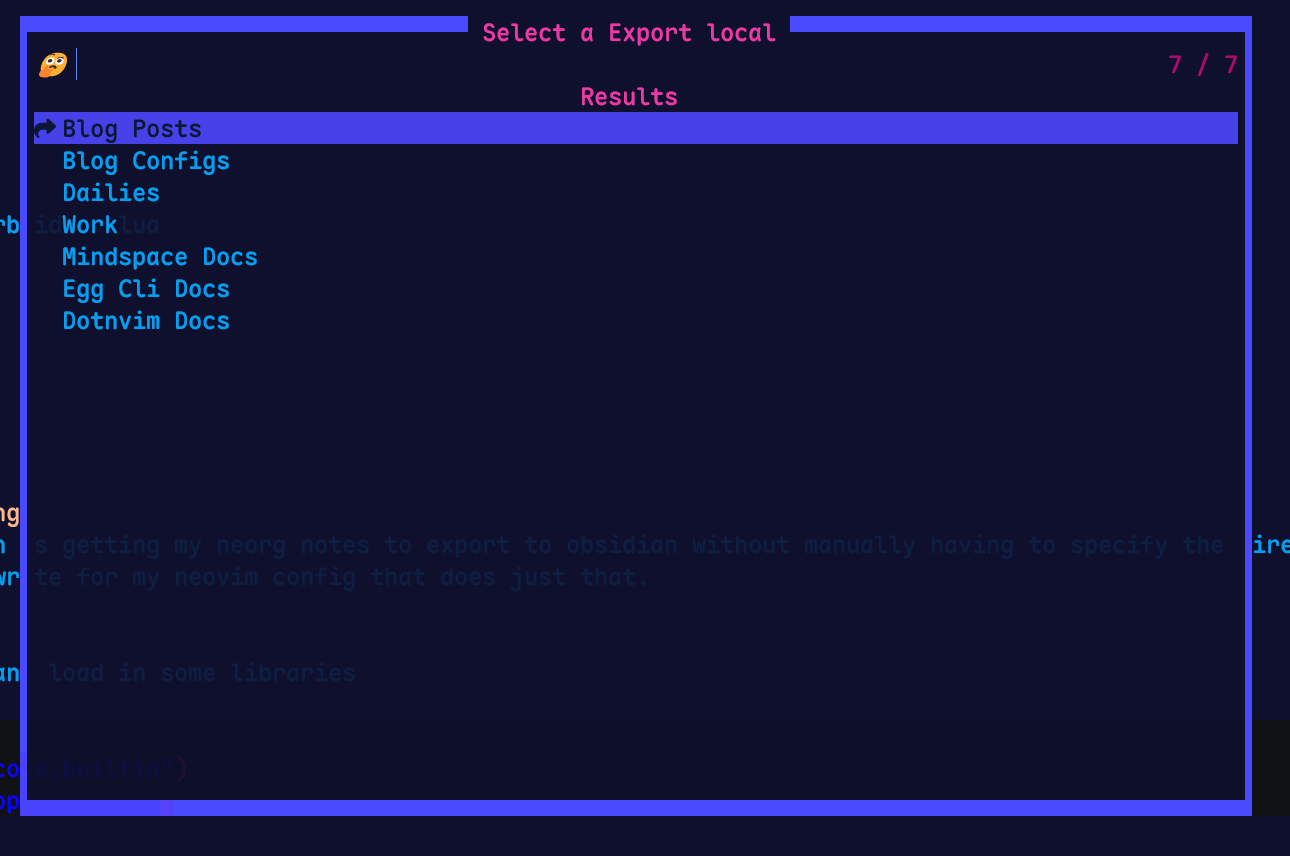 Select a Export local
7 / 7
Results
Blog Posts
Blog Configs
Dailies
rb id Work lua
Mindspace Docs
Egg Cli Docs
Dotnvim Docs
ng
n s getting my neorg notes to export to obsidian without manually having to specify the ire
wr te for my neovim config that does just that.
an load in some libraries
co e.builtin")
op